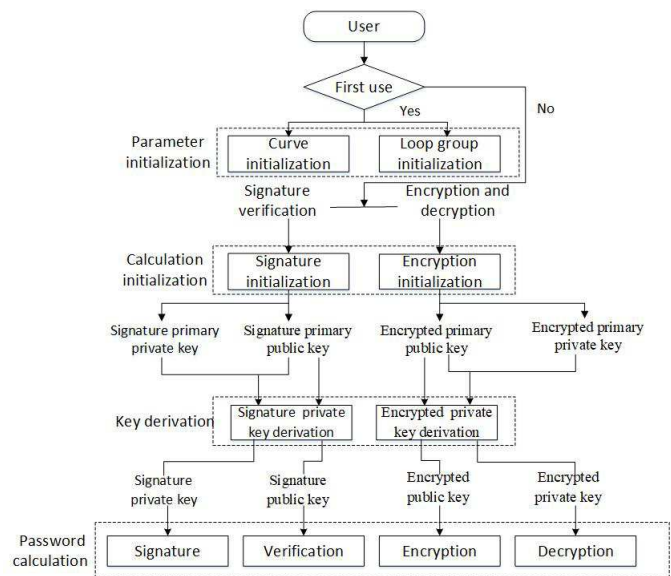 User
First use
Yes
No
Parameter
initialization
Curve
initialization
Loop group
initialization
Signature
verification
Encryption and
decryption
Calculation
initialization
Signature
initialization
Encryption
initialization
Signature primary
private key
Signature primary
public key
Encrypted primary
public key
Encrypted primary
private key
Key derivation
Signature private
key derivation
Encrypted private
key derivation
Signature
private key
Signature
public key
Encrypted
public key
Encrypted
private key
Password
calculation
Signature
Verification
Encryption
Decryption